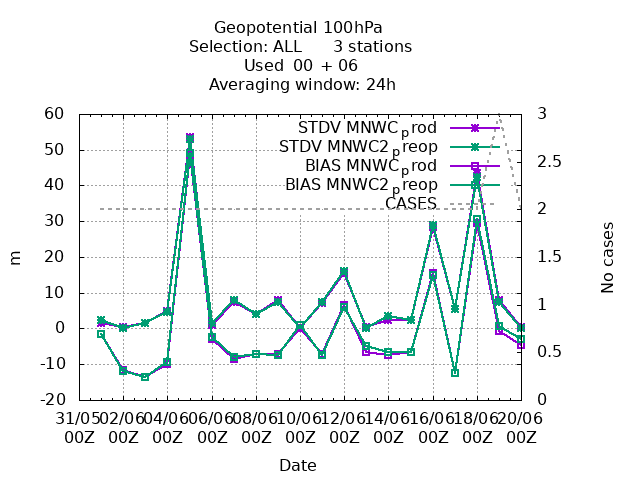 Geopotential 100hPa
Selection: ALL 3 stations
Used 00 + 06
Averaging window: 24h
STDV MNWC_prod
STDV MNWC2_preop
BIAS MNWC_prod
BIAS MNWC2_preop
CASES
60
50
40
30
20
10
0
-10
-20
m
3
2.5
2
1.5
1
0.5
0
No cases
31/05 02/06 04/06 06/06 08/06 10/06 12/06 14/06 16/06 18/06 20/06
00Z 00Z 00Z 00Z 00Z 00Z 00Z 00Z 00Z 00Z 00Z
Date